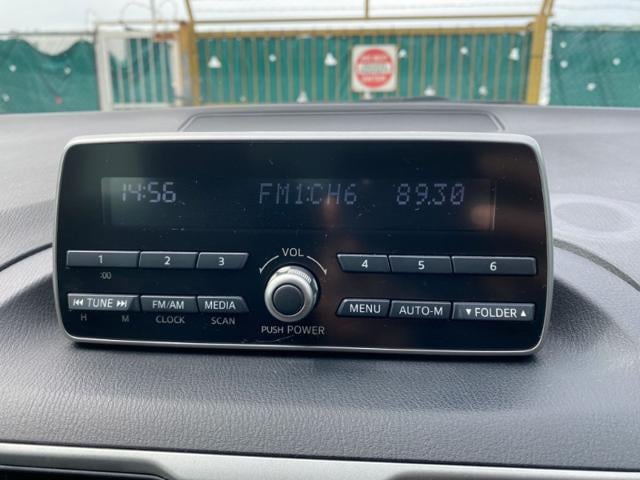 14:56 FM1:CH6 89.30
VOL
1 2 3 4 5 6
:00
TUNE FM/AM MEDIA MENU AUTO-M ▼ FOLDER ▲
H M CLOCK SCAN
PUSH POWER